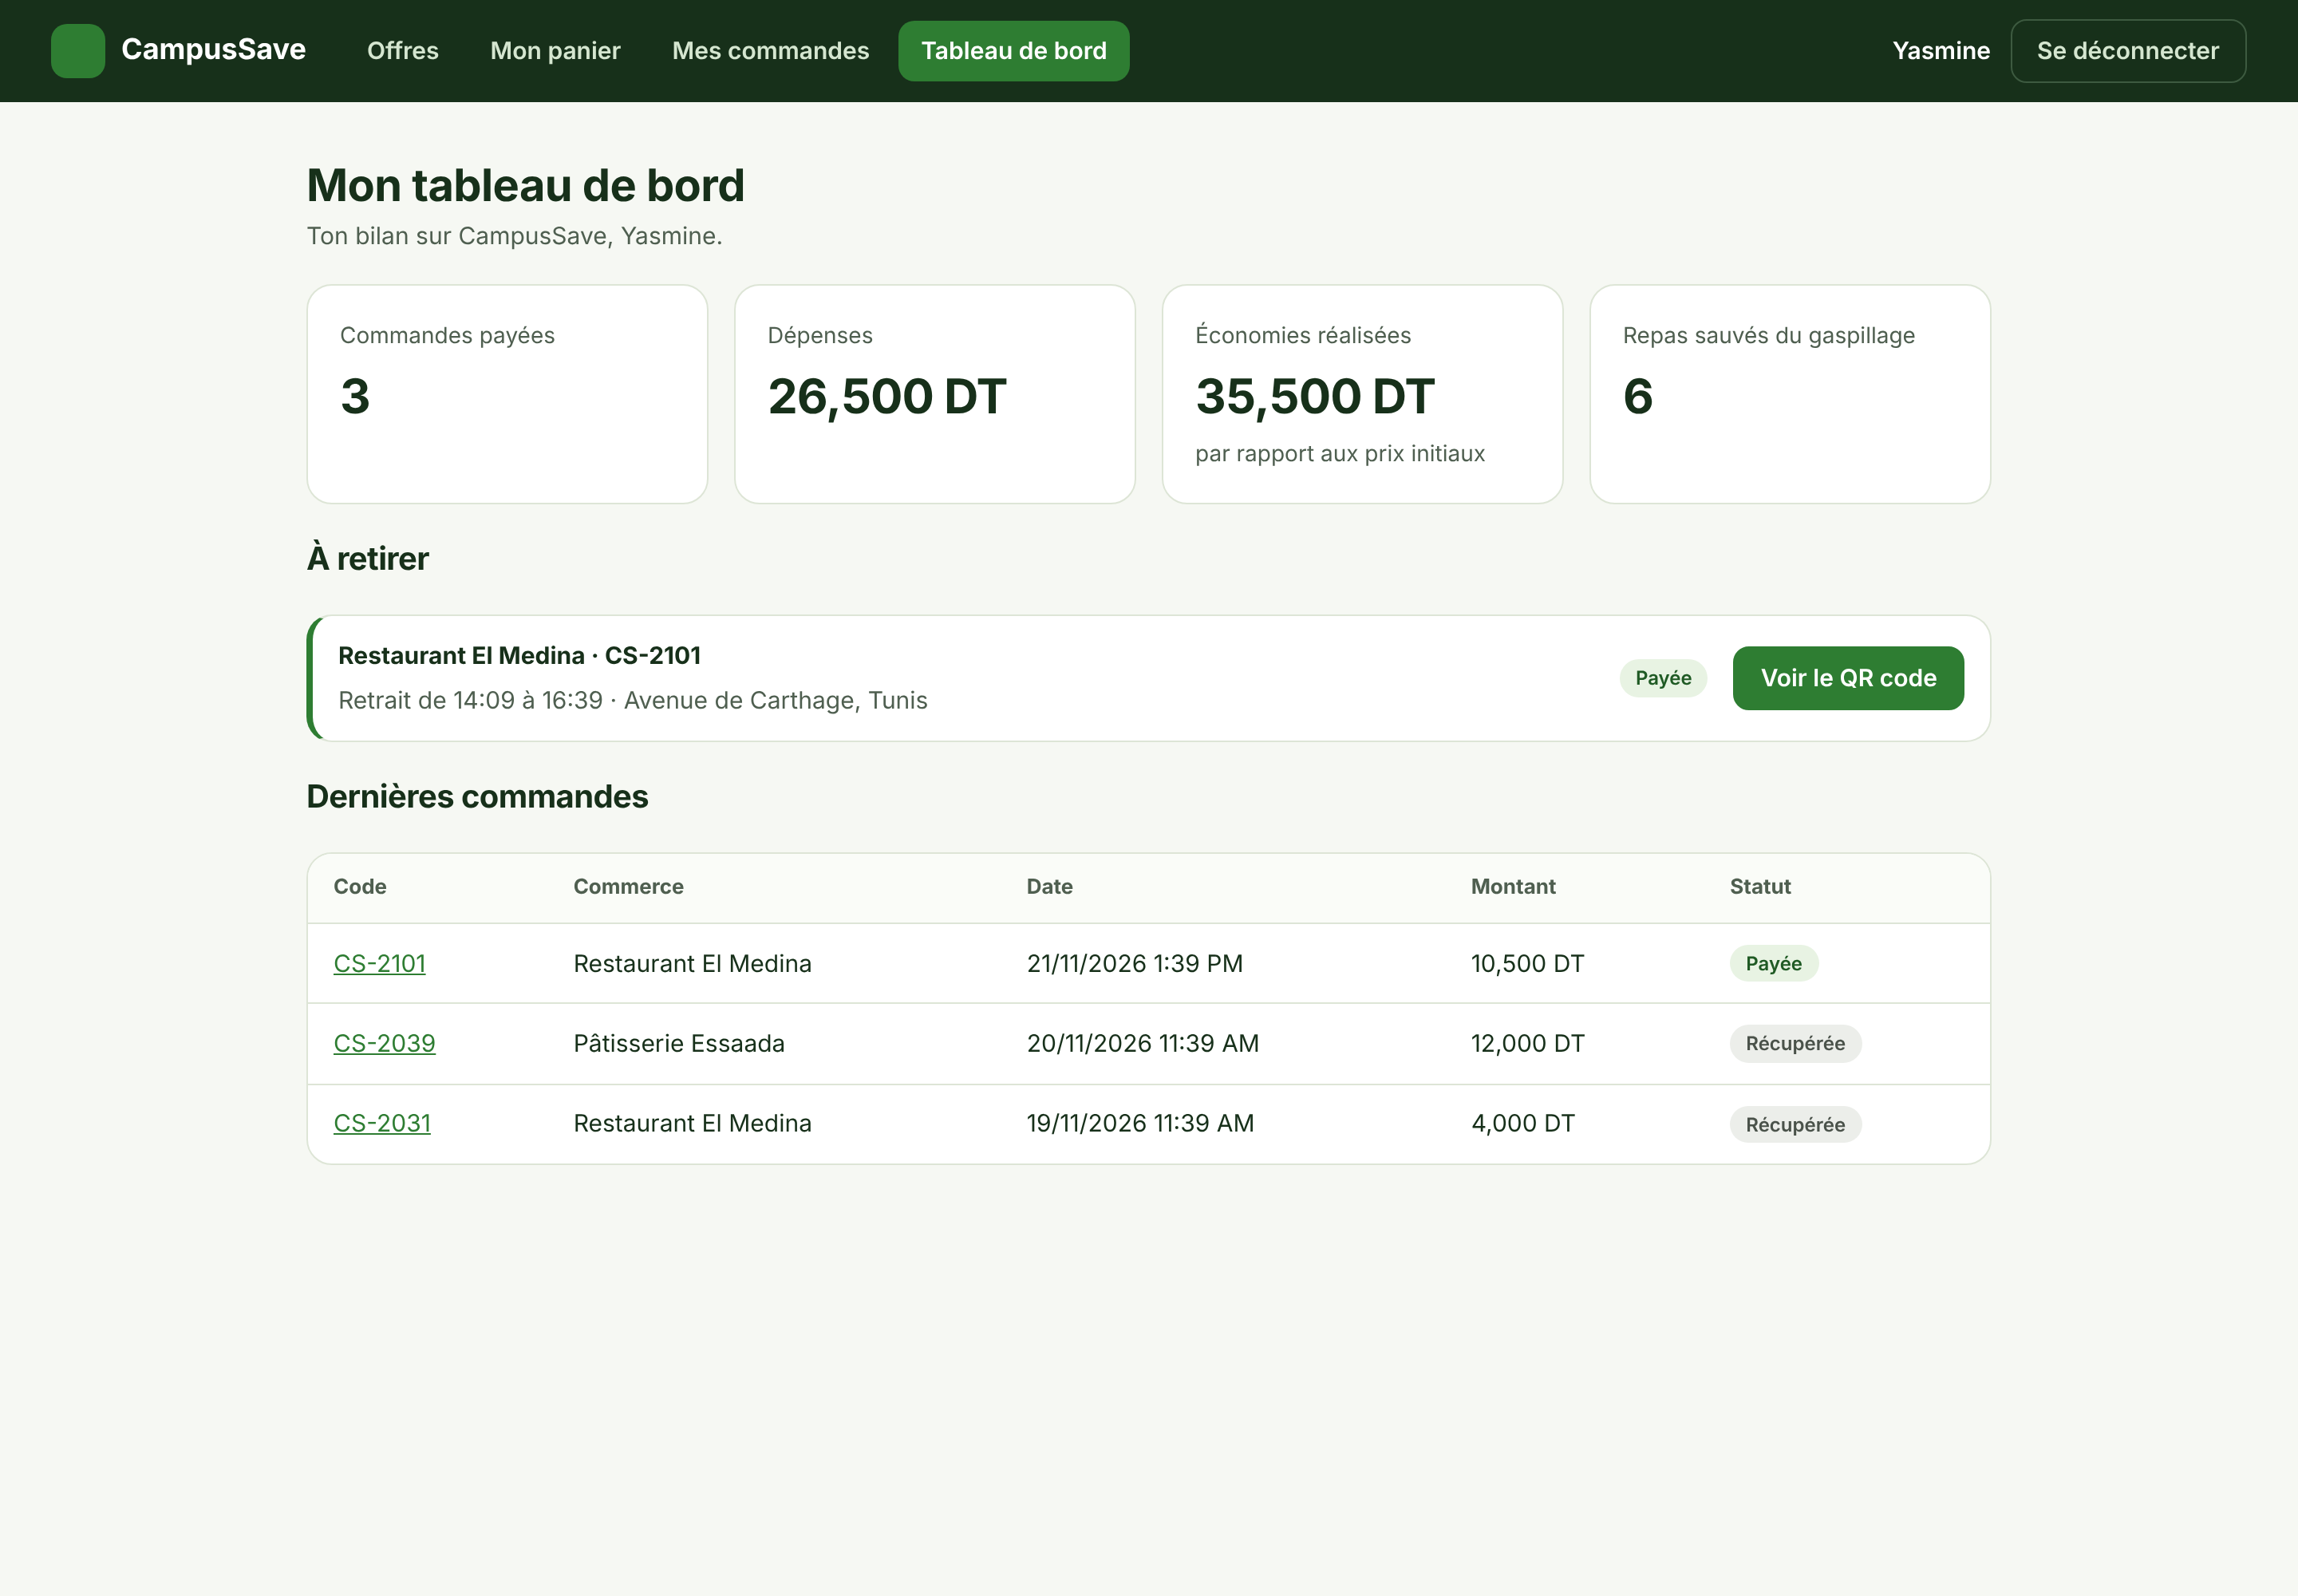 CampusSave Offres Mon panier Mes commandes Tableau de bord Yasmine Se déconnecter
Mon tableau de bord
Ton bilan sur CampusSave, Yasmine.
Commandes payées Dépenses Économies réalisées Repas sauvés du gaspillage
3 26,500 DT 35,500 DT 6
par rapport aux prix initiaux
À retirer
Restaurant El Medina · CS-2101
Retrait de 14:09 à 16:39 · Avenue de Carthage, Tunis
Payée Voir le QR code
Dernières commandes
Code Commerce Date Montant Statut
CS-2101 Restaurant El Medina 21/11/2026 1:39 PM 10,500 DT Payée
CS-2039 Pâtisserie Essaada 20/11/2026 11:39 AM 12,000 DT Récupérée
CS-2031 Restaurant El Medina 19/11/2026 11:39 AM 4,000 DT Récupérée